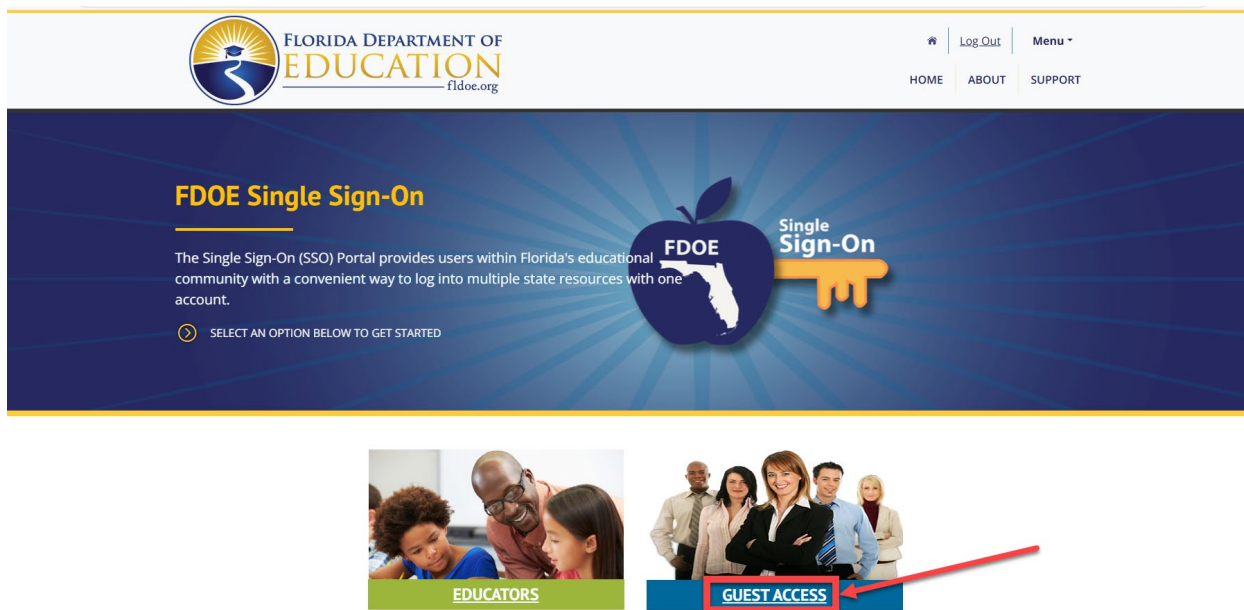 FLORIDA DEPARTMENT OF
EDUCATION
fldoe.org
Log Out
Menu
HOME
ABOUT
SUPPORT
FDOE Single Sign-On
The Single Sign-On (SSO) Portal provides users within Florida's educational
community with a convenient way to log into multiple state resources with one
account.
SELECT AN OPTION BELOW TO GET STARTED
FDOE
Single
Sign-On
EDUCATORS
GUEST ACCESS